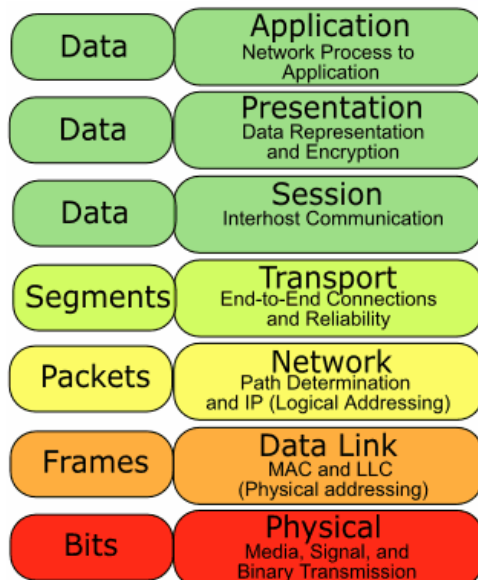 Data
Application
Network Process to
Application
Data
Presentation
Data Representation
and Encryption
Data
Session
Interhost Communication
Segments
Transport
End-to-End Connections
and Reliability
Packets
Network
Path Determination
and IP (Logical Addressing)
Frames
Data Link
MAC and LLC
(Physical addressing)
Bits
Physical
Media, Signal, and
Binary Transmission